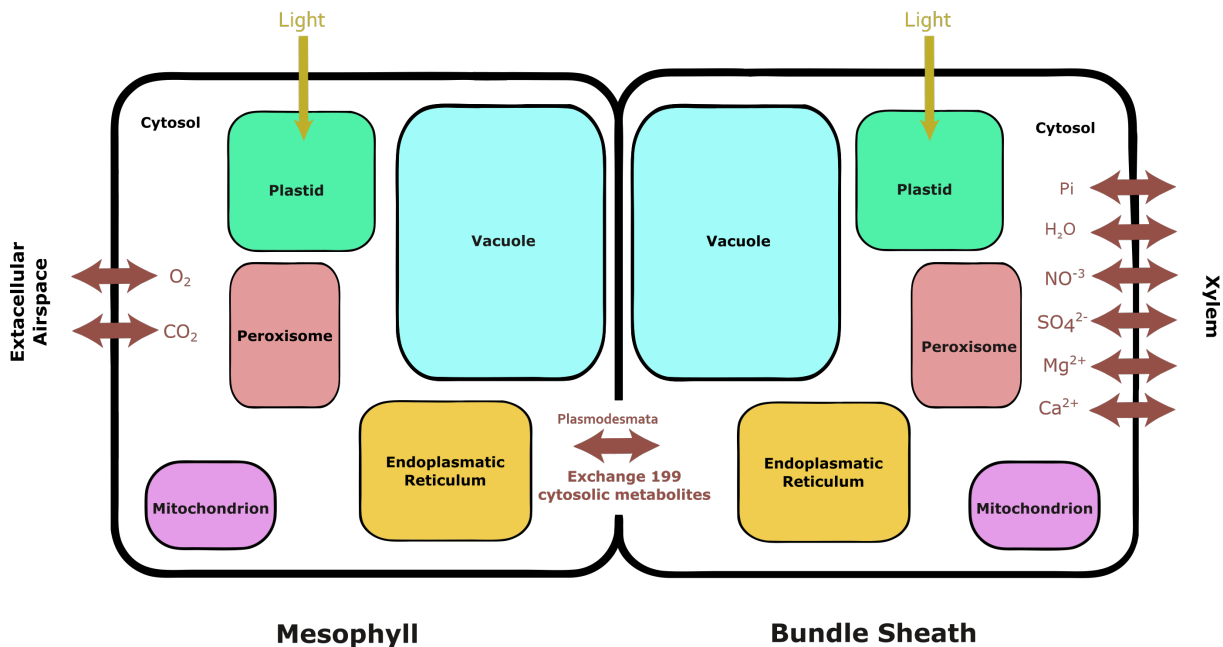 Light
Light
Cytosol
Plastid
Vacuole
Vacuole
Plastid
Cytosol
Pi
H₂O
NO⁻³
SO₄²⁻
Mg²⁺
Ca²⁺
Extacellular
Airspace
O₂
CO₂
Peroxisome
Peroxisome
Xylem
Plasmodesmata
Exchange 199
cytosolic metabolites
Endoplasmatic
Reticulum
Endoplasmatic
Reticulum
Mitochondrion
Mitochondrion
Mesophyll
Bundle Sheath